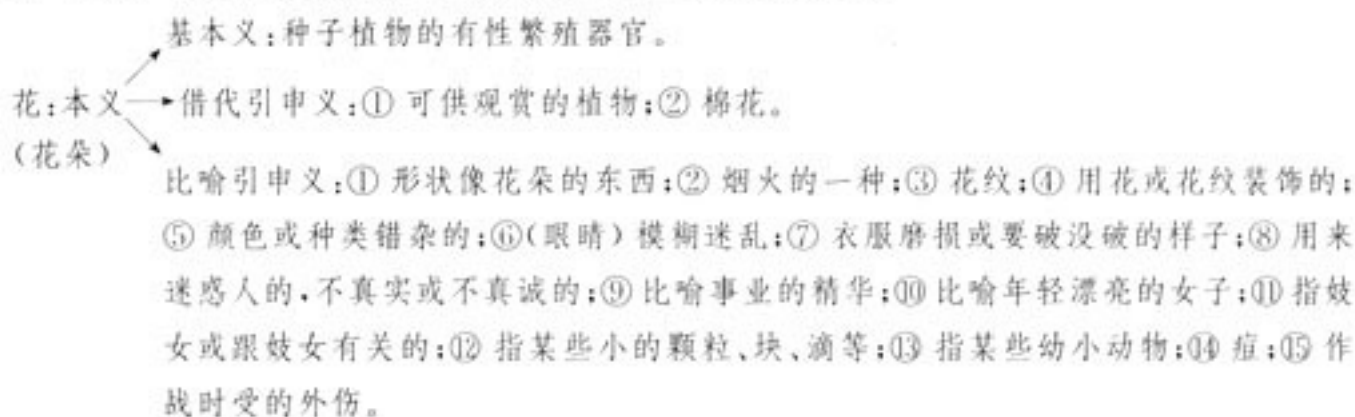 基本义:种子植物的有性繁殖器官。
花:本义
借代引申义:① 可供观赏的植物;② 棉花。
(花朵)
比喻引申义:① 形状像花朵的东西;② 烟火的一种;③ 花纹;④ 用花或花纹装饰的;
⑤ 颜色或种类错杂的;⑥(眼睛)模糊迷乱;⑦ 衣服磨损或要破没破的样子;⑧ 用来
迷惑人的,不真实或不真诚的;⑨ 比喻事业的精华;⑩ 比喻年轻漂亮的女子;⑪ 指妓
女或跟妓女有关的;⑫ 指某些小的颗粒、块、滴等;⑬ 指某些幼小动物;⑭ 痘;⑮ 作
战时受的外伤。